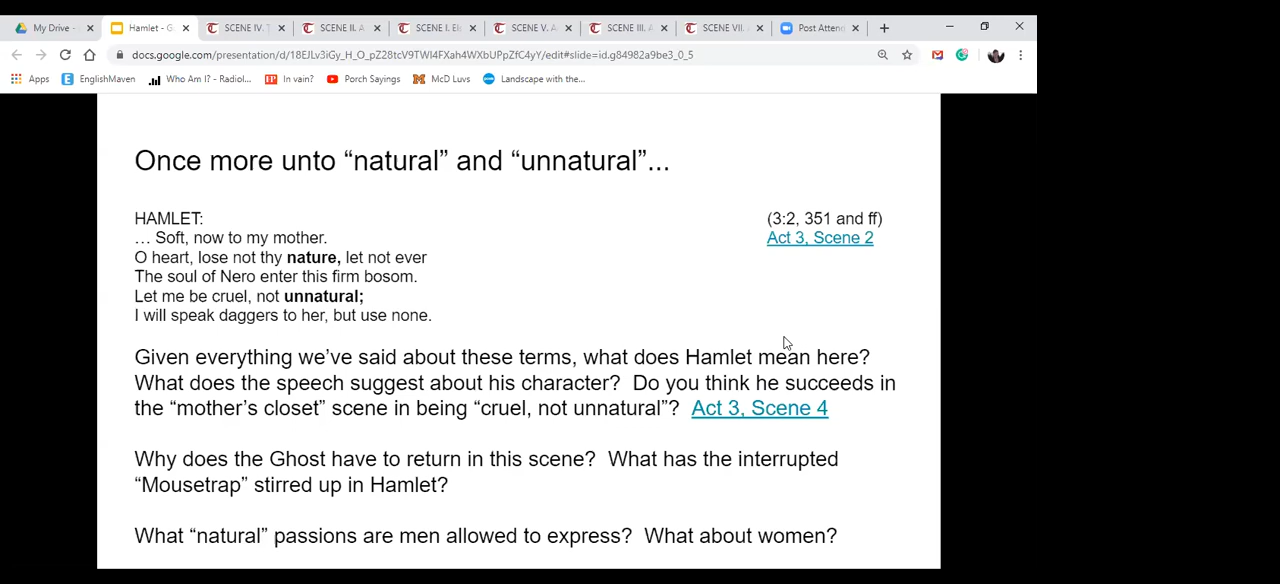 My Drive -
Hamlet - G
SCENE IV. T
SCENE II. A
SCENE I. El
SCENE V. A
SCENE III. A
SCENE VII.
Post Atten
docs.google.com/presentation/d/18EJLv3iGy_H_O_pZ28tcV9TWI4FXah4WXbUPpZfC4yY/edit#slide=id.g84982a9be3_0_5
Apps
EnglishMaven
Who Am I? - Radiol...
In vain?
Porch Sayings
McD Luvs
Landscape with the...
Once more unto “natural” and “unnatural”...
HAMLET:
(3:2, 351 and ff)
… Soft, now to my mother.
Act 3, Scene 2
O heart, lose not thy nature, let not ever
The soul of Nero enter this firm bosom.
Let me be cruel, not unnatural;
I will speak daggers to her, but use none.
Given everything we’ve said about these terms, what does Hamlet mean here?
What does the speech suggest about his character?  Do you think he succeeds in
the “mother’s closet” scene in being “cruel, not unnatural”?  Act 3, Scene 4
Why does the Ghost have to return in this scene?  What has the interrupted
“Mousetrap” stirred up in Hamlet?
What “natural” passions are men allowed to express?  What about women?